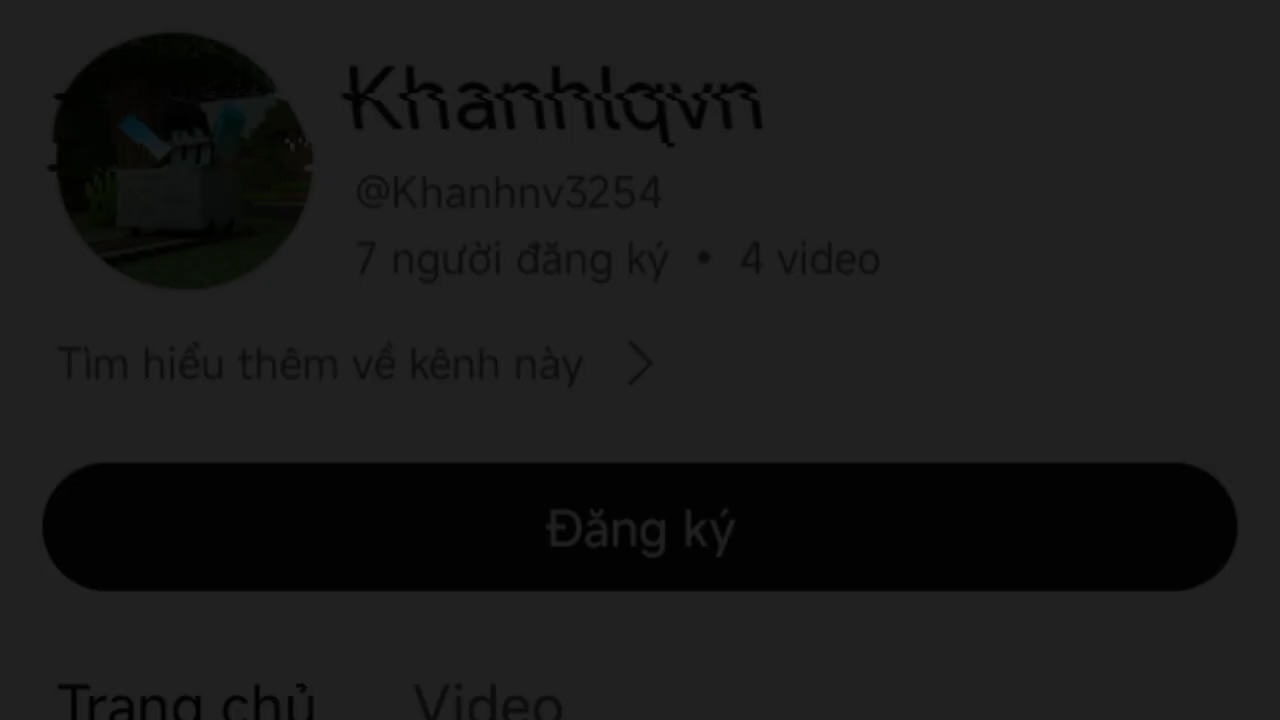 Khanhlqvn
@Khanhnv3254
7 người đăng ký • 4 video
Tìm hiểu thêm về kênh này
Đăng ký
Trang chủ Video